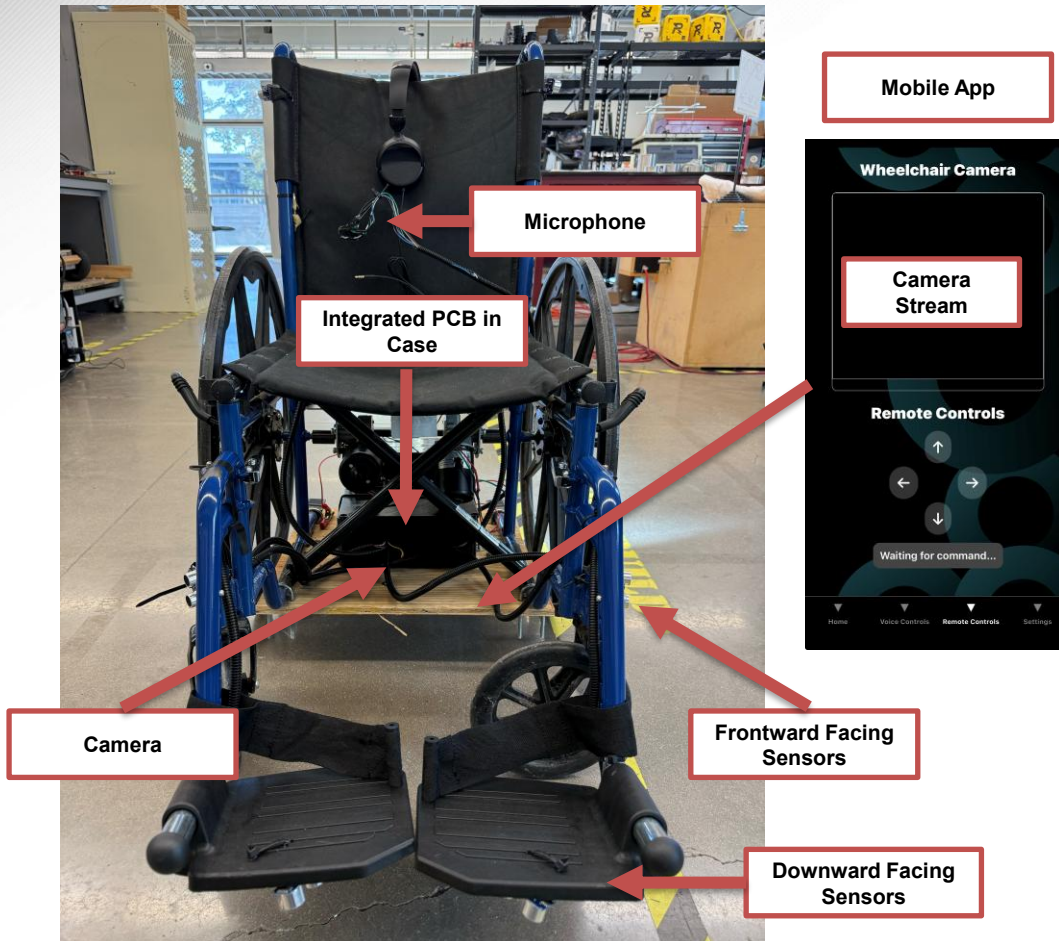 Mobile App
Wheelchair Camera
Microphone
Camera
Stream
Integrated PCB in
Case
Remote Controls
Waiting for command...
Home
Voice Controls
Remote Controls
Settings
Camera
Frontward Facing
Sensors
Downward Facing
Sensors